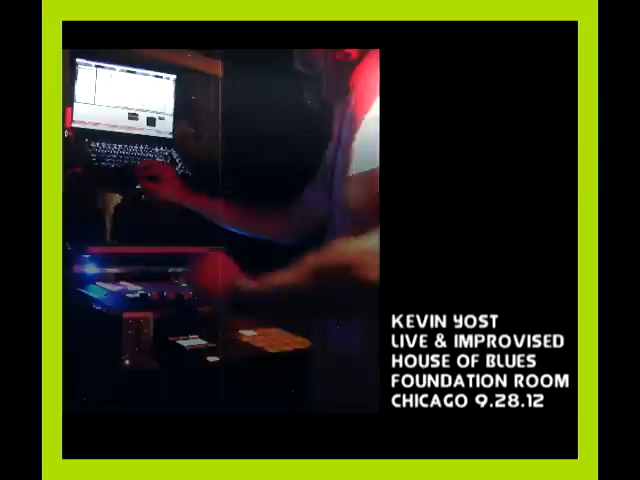 KEVIN YOST
LIVE & IMPROVISED
HOUSE OF BLUES
FOUNDATION ROOM
CHICAGO 9.28.12